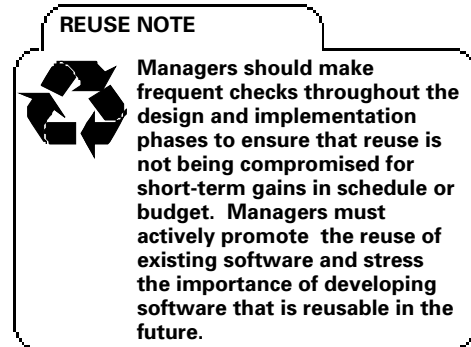 REUSE NOTE
Managers should make
frequent checks throughout the
design and implementation
phases to ensure that reuse is
not being compromised for
short-term gains in schedule or
budget.  Managers must
actively promote  the reuse of
existing software and stress
the importance of developing
software that is reusable in the
future.